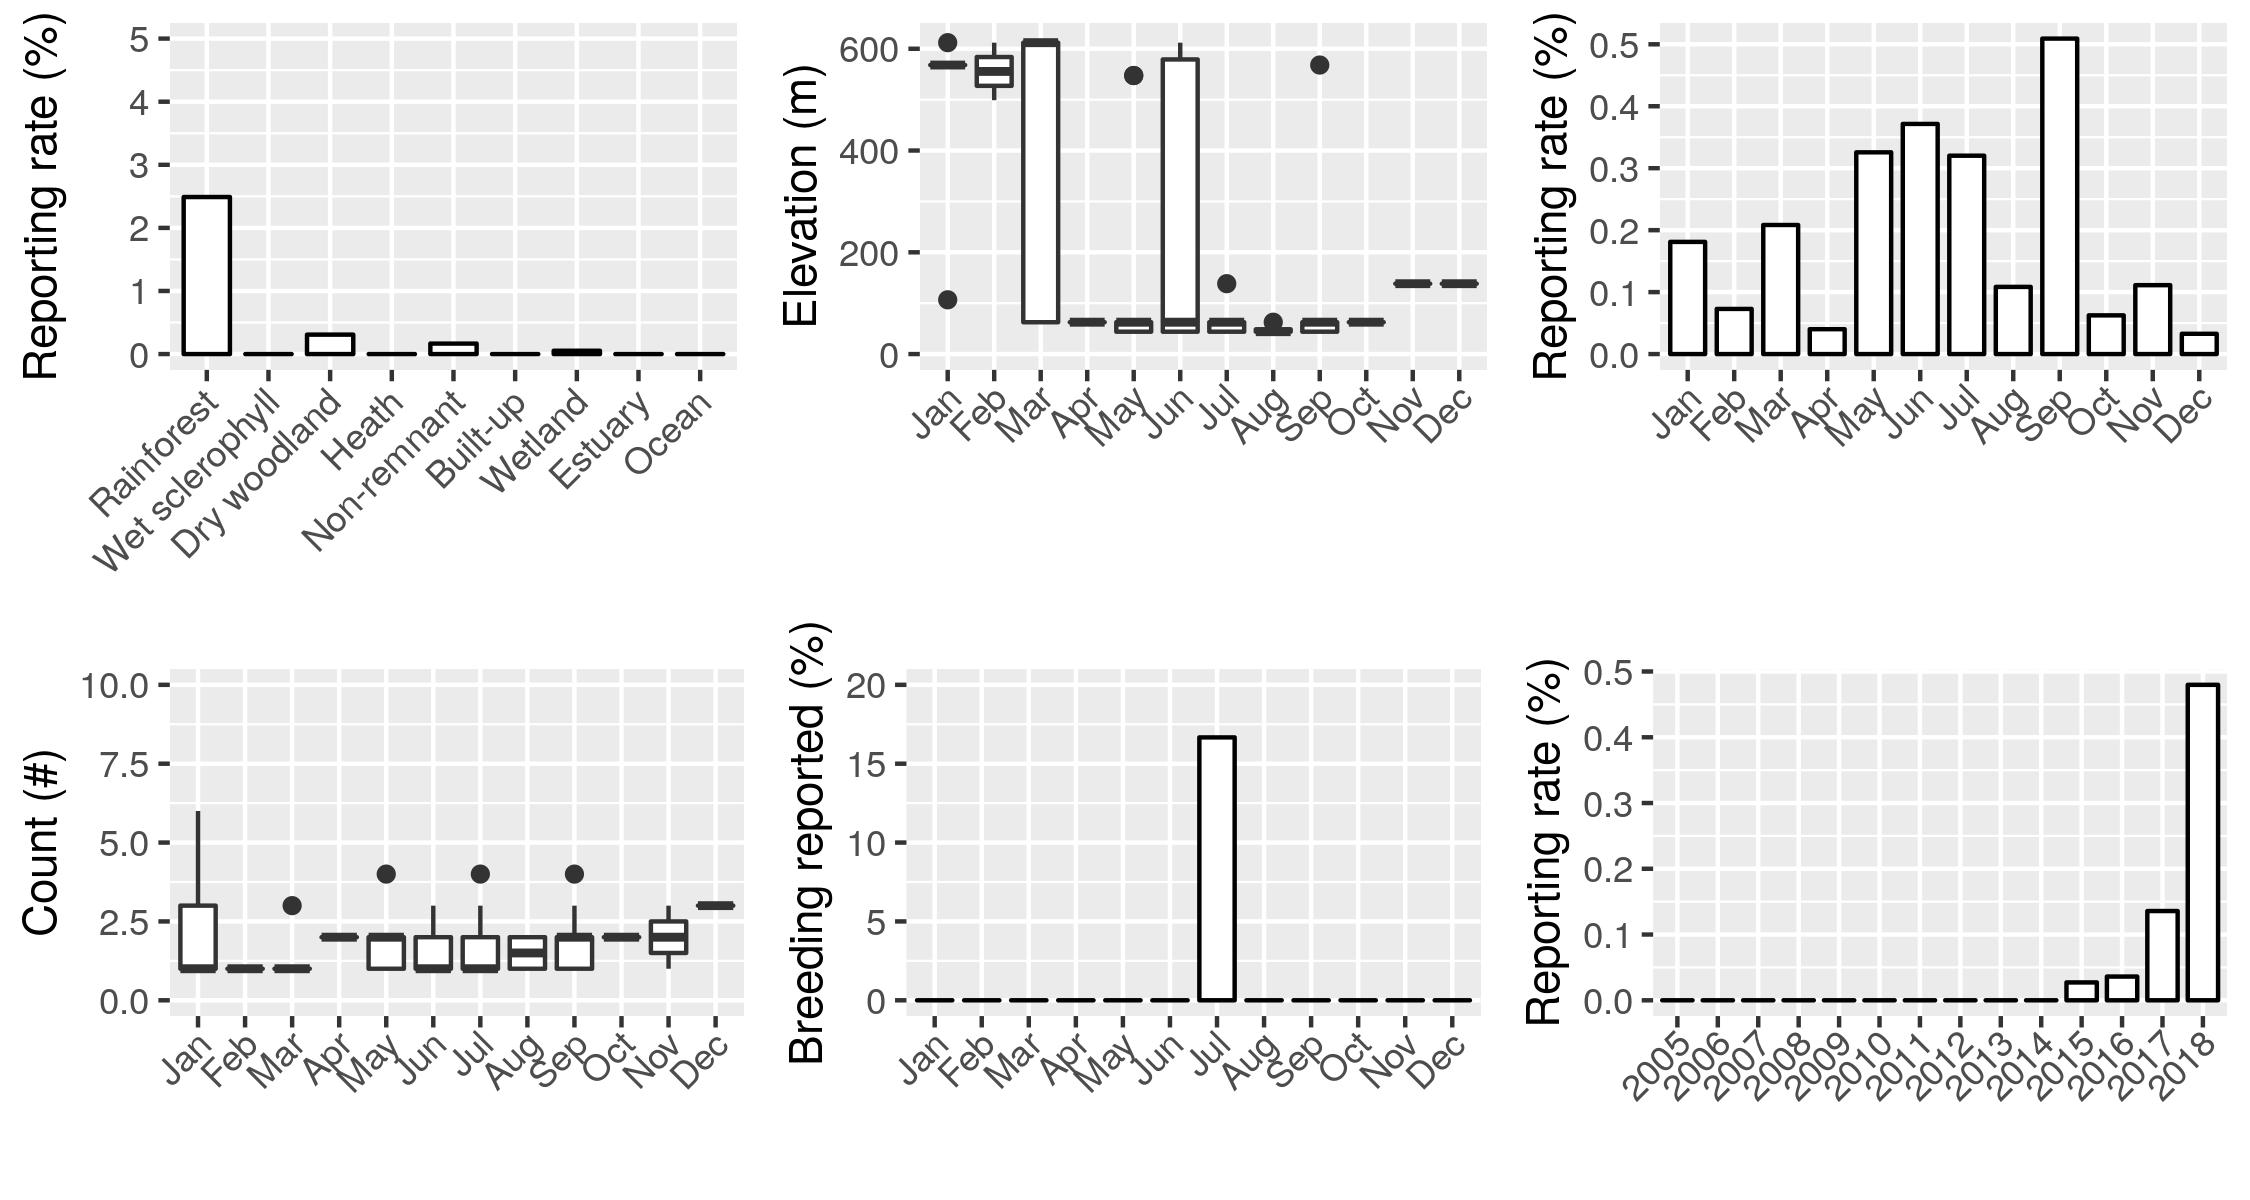 Reporting rate (%)
5
4
3
2
1
0
Rainforest
Wet sclerophyll
Dry woodland
Heath
Non-remnant
Built-up
Wetland
Estuary
Ocean
Elevation (m)
600
400
200
0
Jan
Feb
Mar
Apr
May
Jun
Jul
Aug
Sep
Oct
Nov
Dec
Reporting rate (%)
0.5
0.4
0.3
0.2
0.1
0.0
Jan
Feb
Mar
Apr
May
Jun
Jul
Aug
Sep
Oct
Nov
Dec
Count (#)
10.0
7.5
5.0
2.5
0.0
Jan
Feb
Mar
Apr
May
Jun
Jul
Aug
Sep
Oct
Nov
Dec
Breeding reported (%)
20
15
10
5
0
Jan
Feb
Mar
Apr
May
Jun
Jul
Aug
Sep
Oct
Nov
Dec
Reporting rate (%)
0.5
0.4
0.3
0.2
0.1
0.0
2005
2006
2007
2008
2009
2010
2011
2012
2013
2014
2015
2016
2017
2018